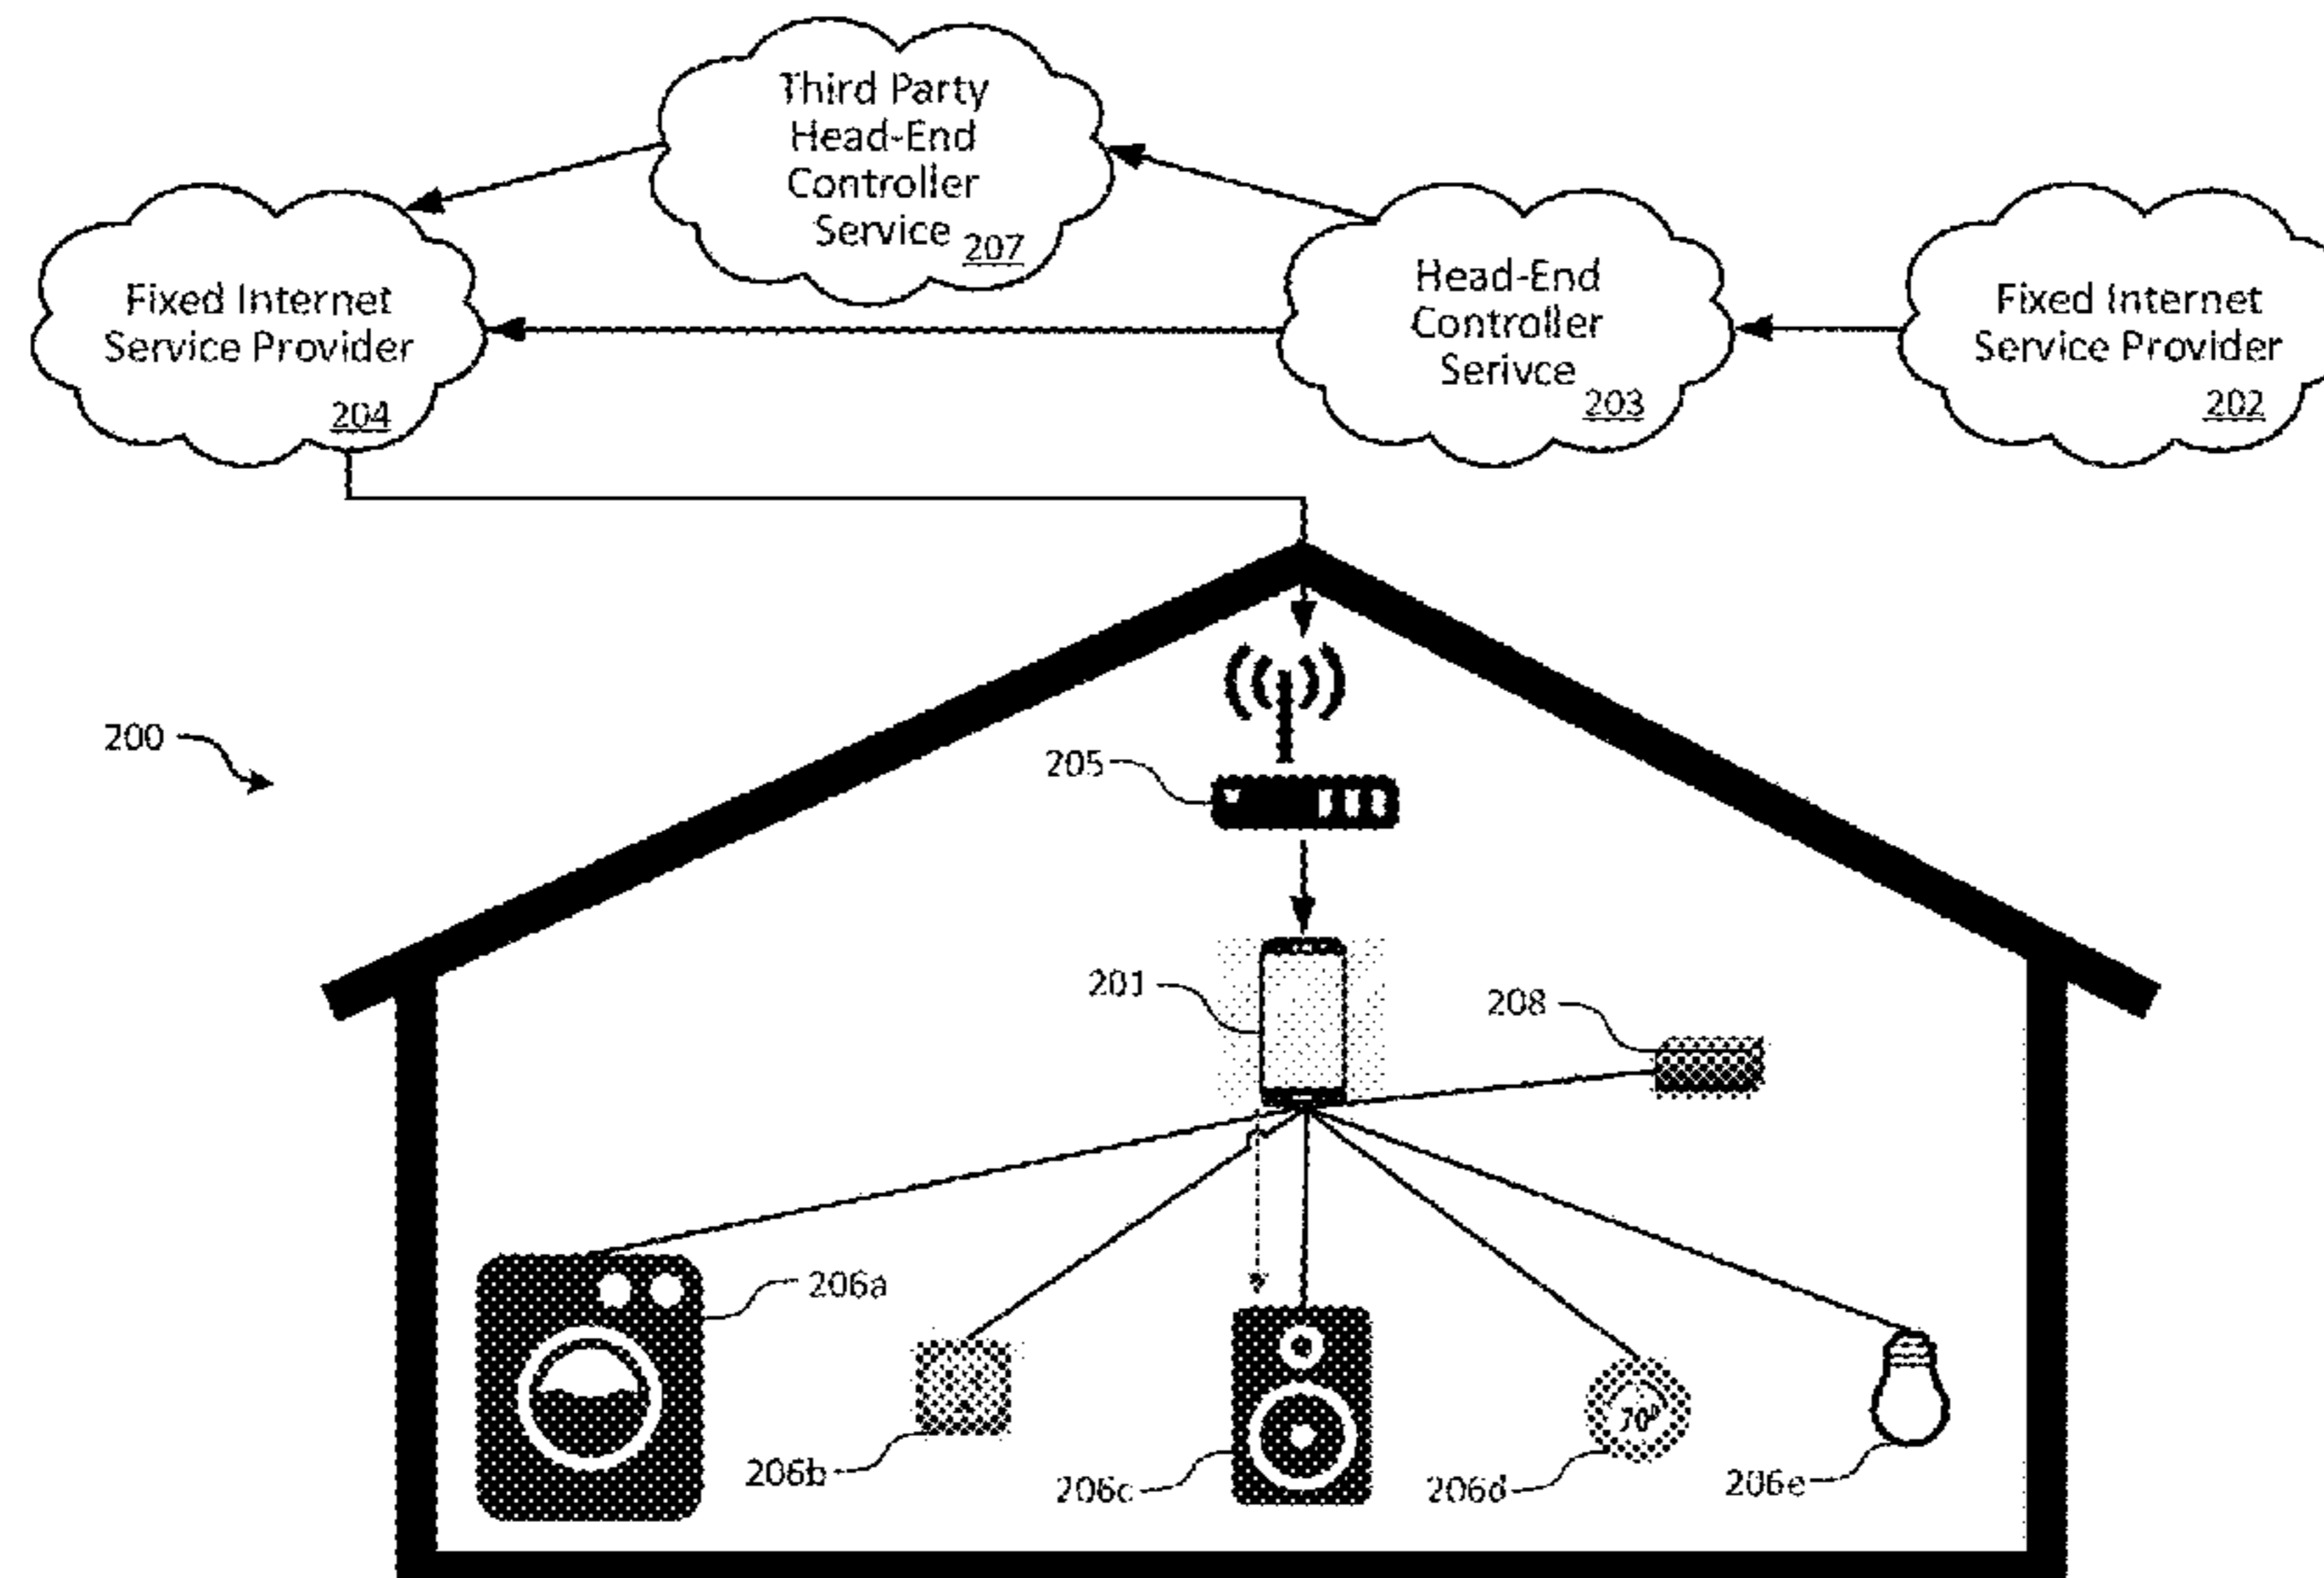 Third Party
Head-End
Controller
Service 207
Fixed Internet
Service Provider
204
Head-End
Controller
Serivce 203
Fixed Internet
Service Provider
202
200
205
201
208
206a
70°
206b
206c
206d
206e